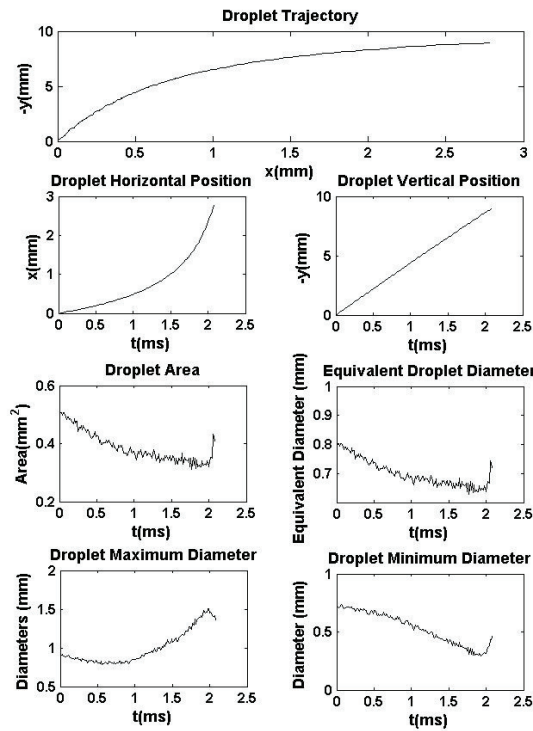 Droplet Trajectory
10
5
0
-y(mm)
0 0.5 1 1.5 2 2.5 3
x(mm)
Droplet Horizontal Position
3
2
1
0
x(mm)
0 0.5 1 1.5 2 2.5
t(ms)
Droplet Vertical Position
10
5
0
-y(mm)
0 0.5 1 1.5 2 2.5
t(ms)
Droplet Area
0.6
0.4
0.2
Area(mm²)
0 0.5 1 1.5 2 2.5
t(ms)
Equivalent Droplet Diameter
1
0.9
0.8
0.7
Equivalent Diameter (mm)
0 0.5 1 1.5 2 2.5
t(ms)
Droplet Maximum Diameter
2
1.5
1
0.5
Diameters (mm)
0 0.5 1 1.5 2 2.5
t(ms)
Droplet Minimum Diameter
1
0.5
0
Diameter (mm)
0 0.5 1 1.5 2 2.5
t(ms)